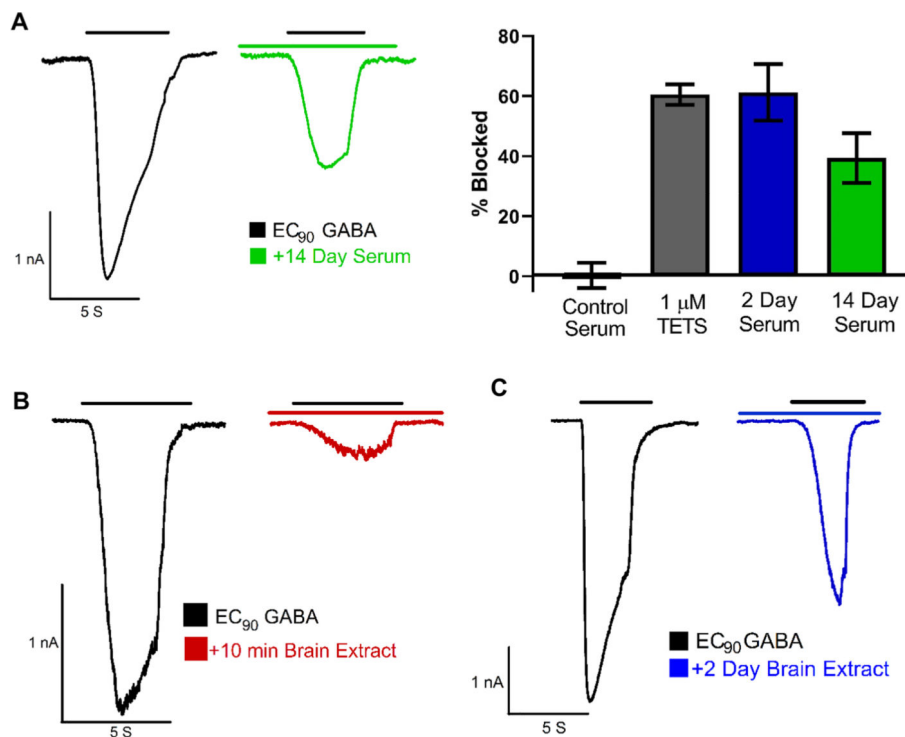 A
1 nA
5 S
EC90 GABA
+14 Day Serum
% Blocked
80
60
40
20
0
Control Serum
1 μM TETS
2 Day Serum
14 Day Serum
B
1 nA
5 S
EC90 GABA
+10 min Brain Extract
C
1 nA
5 S
EC90 GABA
+2 Day Brain Extract